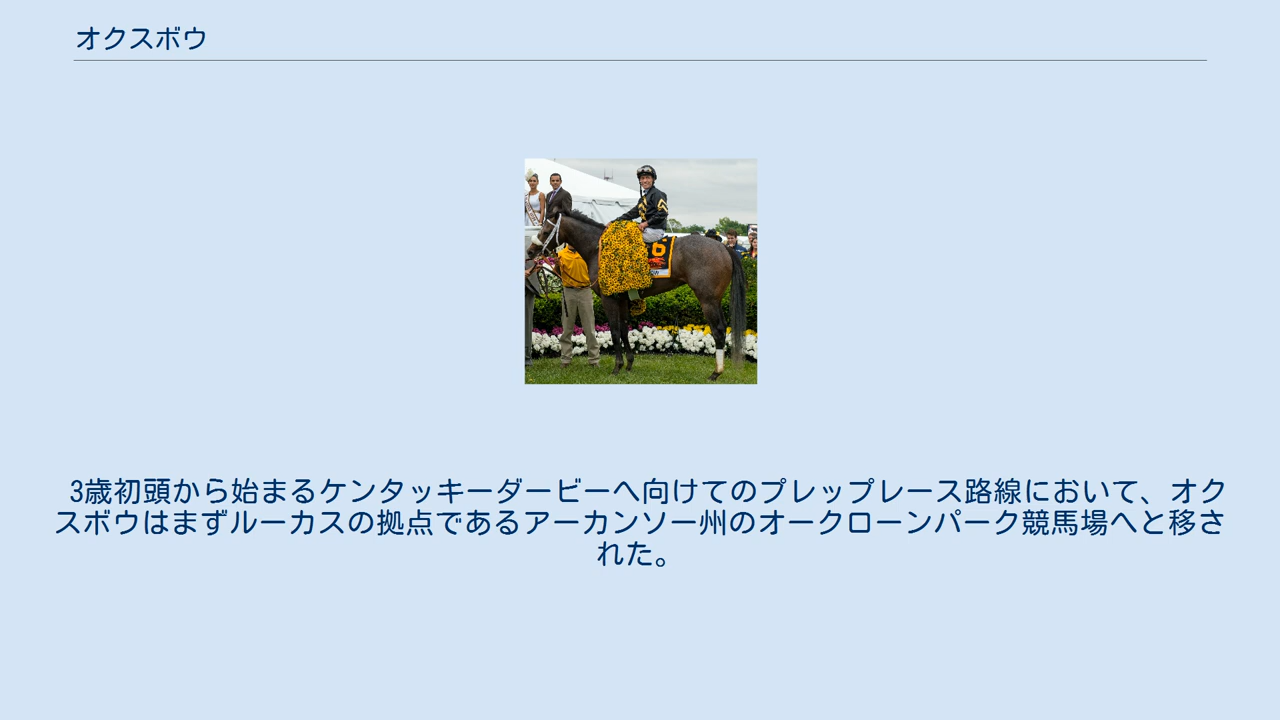 オクスボウ
6
3歳初頭から始まるケンタッキーダービーへ向けてのプレップレース路線において、オク
スボウはまずルーカスの拠点であるアーカンソー州のオークローンパーク競馬場へと移さ
れた。